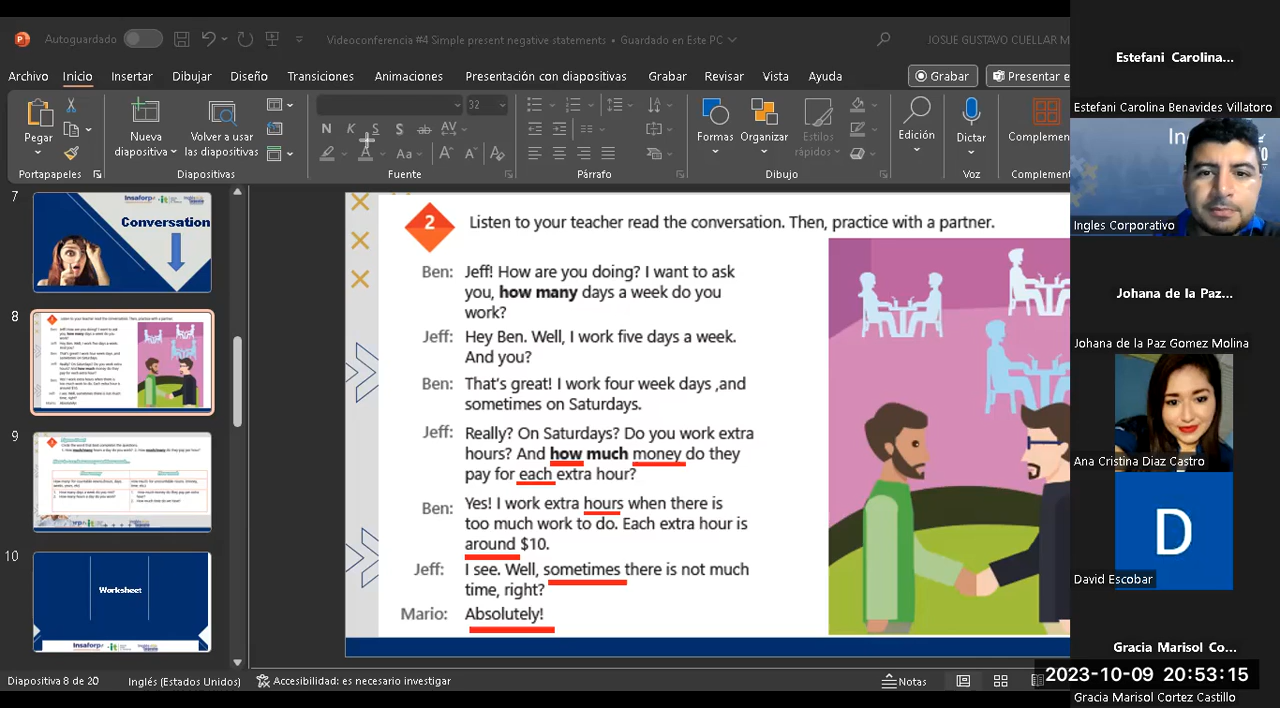 Autoguardado
Videoconferencia #4 Simple present negative statements • Guardado en Este PC
JOSUE GUSTAVO CUELLAR M
Archivo Inicio Insertar Dibujar Diseño Transiciones Animaciones Presentación con diapositivas Grabar Revisar Vista Ayuda
Grabar
Presentar e
Pegar
Nueva diapositiva
Volver a usar las diapositivas
32
N S S ab AV
Aa A A
Formas
Organizar
Estilos rápidos
Edición
Dictar
Complemen
Portapapeles
Diapositivas
Fuente
Párrafo
Dibujo
Voz
Complement
7
Conversation
8
9
10
Worksheet
2
Listen to your teacher read the conversation. Then, practice with a partner.
Ben: Jeff! How are you doing? I want to ask
you, how many days a week do you
work?
Jeff: Hey Ben. Well, I work five days a week.
And you?
Ben: That's great! I work four week days ,and
sometimes on Saturdays.
Jeff: Really? On Saturdays? Do you work extra
hours? And how much money do they
pay for each extra hour?
Ben: Yes! I work extra hours when there is
too much work to do. Each extra hour is
around $10.
Jeff: I see. Well, sometimes there is not much
time, right?
Mario: Absolutely!
Estefani Carolina...
Estefani Carolina Benavides Villatoro
Ingles Corporativo
Johana de la Paz...
Johana de la Paz Gomez Molina
Ana Cristina Diaz Castro
D
David Escobar
Gracia Marisol Co...
2023-10-09 20:53:15
Gracia Marisol Cortez Castillo
Diapositiva 8 de 20
Inglés (Estados Unidos)
Accesibilidad: es necesario investigar
Notas